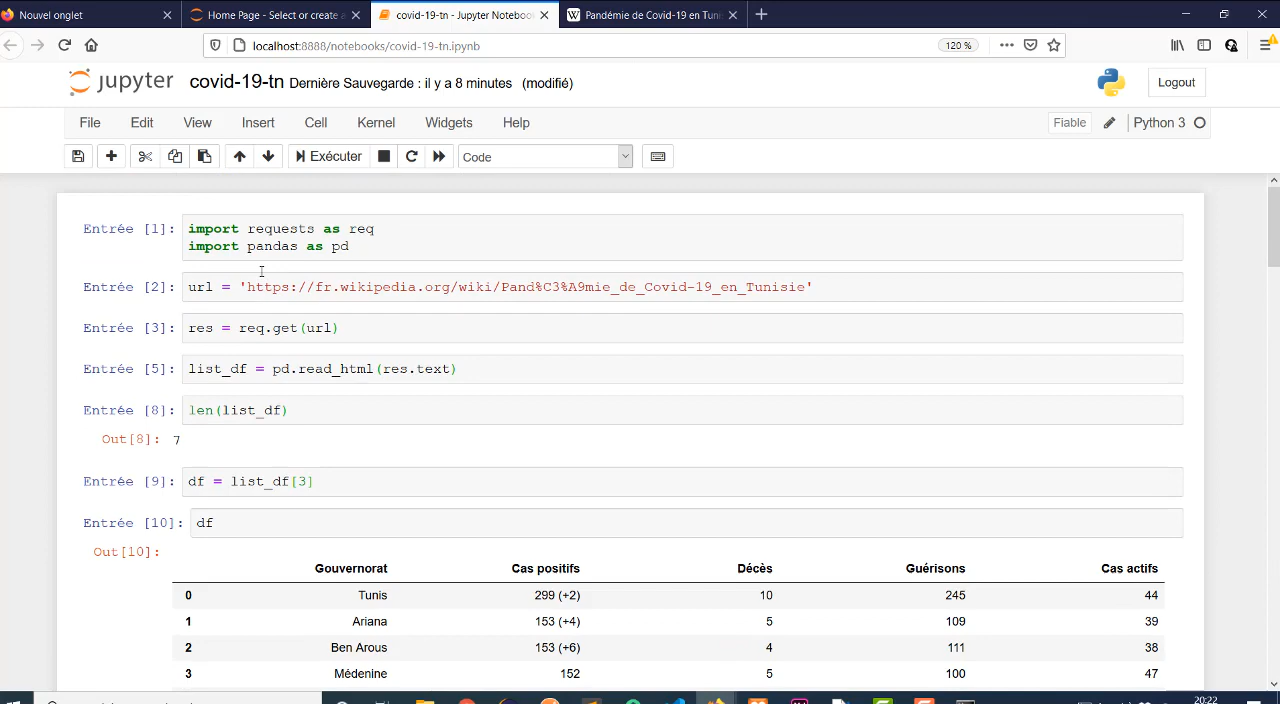 Nouvel onglet
Home Page - Select or create a
covid-19-tn - Jupyter Notebook
Pandémie de Covid-19 en Tuni
localhost:8888/notebooks/covid-19-tn.ipynb
120 %
jupyter covid-19-tn Dernière Sauvegarde : il y a 8 minutes (modifié)
Logout
File Edit View Insert Cell Kernel Widgets Help
Fiable
Python 3
Exécuter
Code
Entrée [1]: import requests as req
import pandas as pd
Entrée [2]: url = 'https://fr.wikipedia.org/wiki/Pand%C3%A9mie_de_Covid-19_en_Tunisie'
Entrée [3]: res = req.get(url)
Entrée [5]: list_df = pd.read_html(res.text)
Entrée [8]: len(list_df)
Out[8]: 7
Entrée [9]: df = list_df[3]
Entrée [10]: df
Out[10]:
Gouvernorat Cas positifs Décès Guérisons Cas actifs
0 Tunis 299 (+2) 10 245 44
1 Ariana 153 (+4) 5 109 39
2 Ben Arous 153 (+6) 4 111 38
3 Médenine 152 5 100 47
20:22